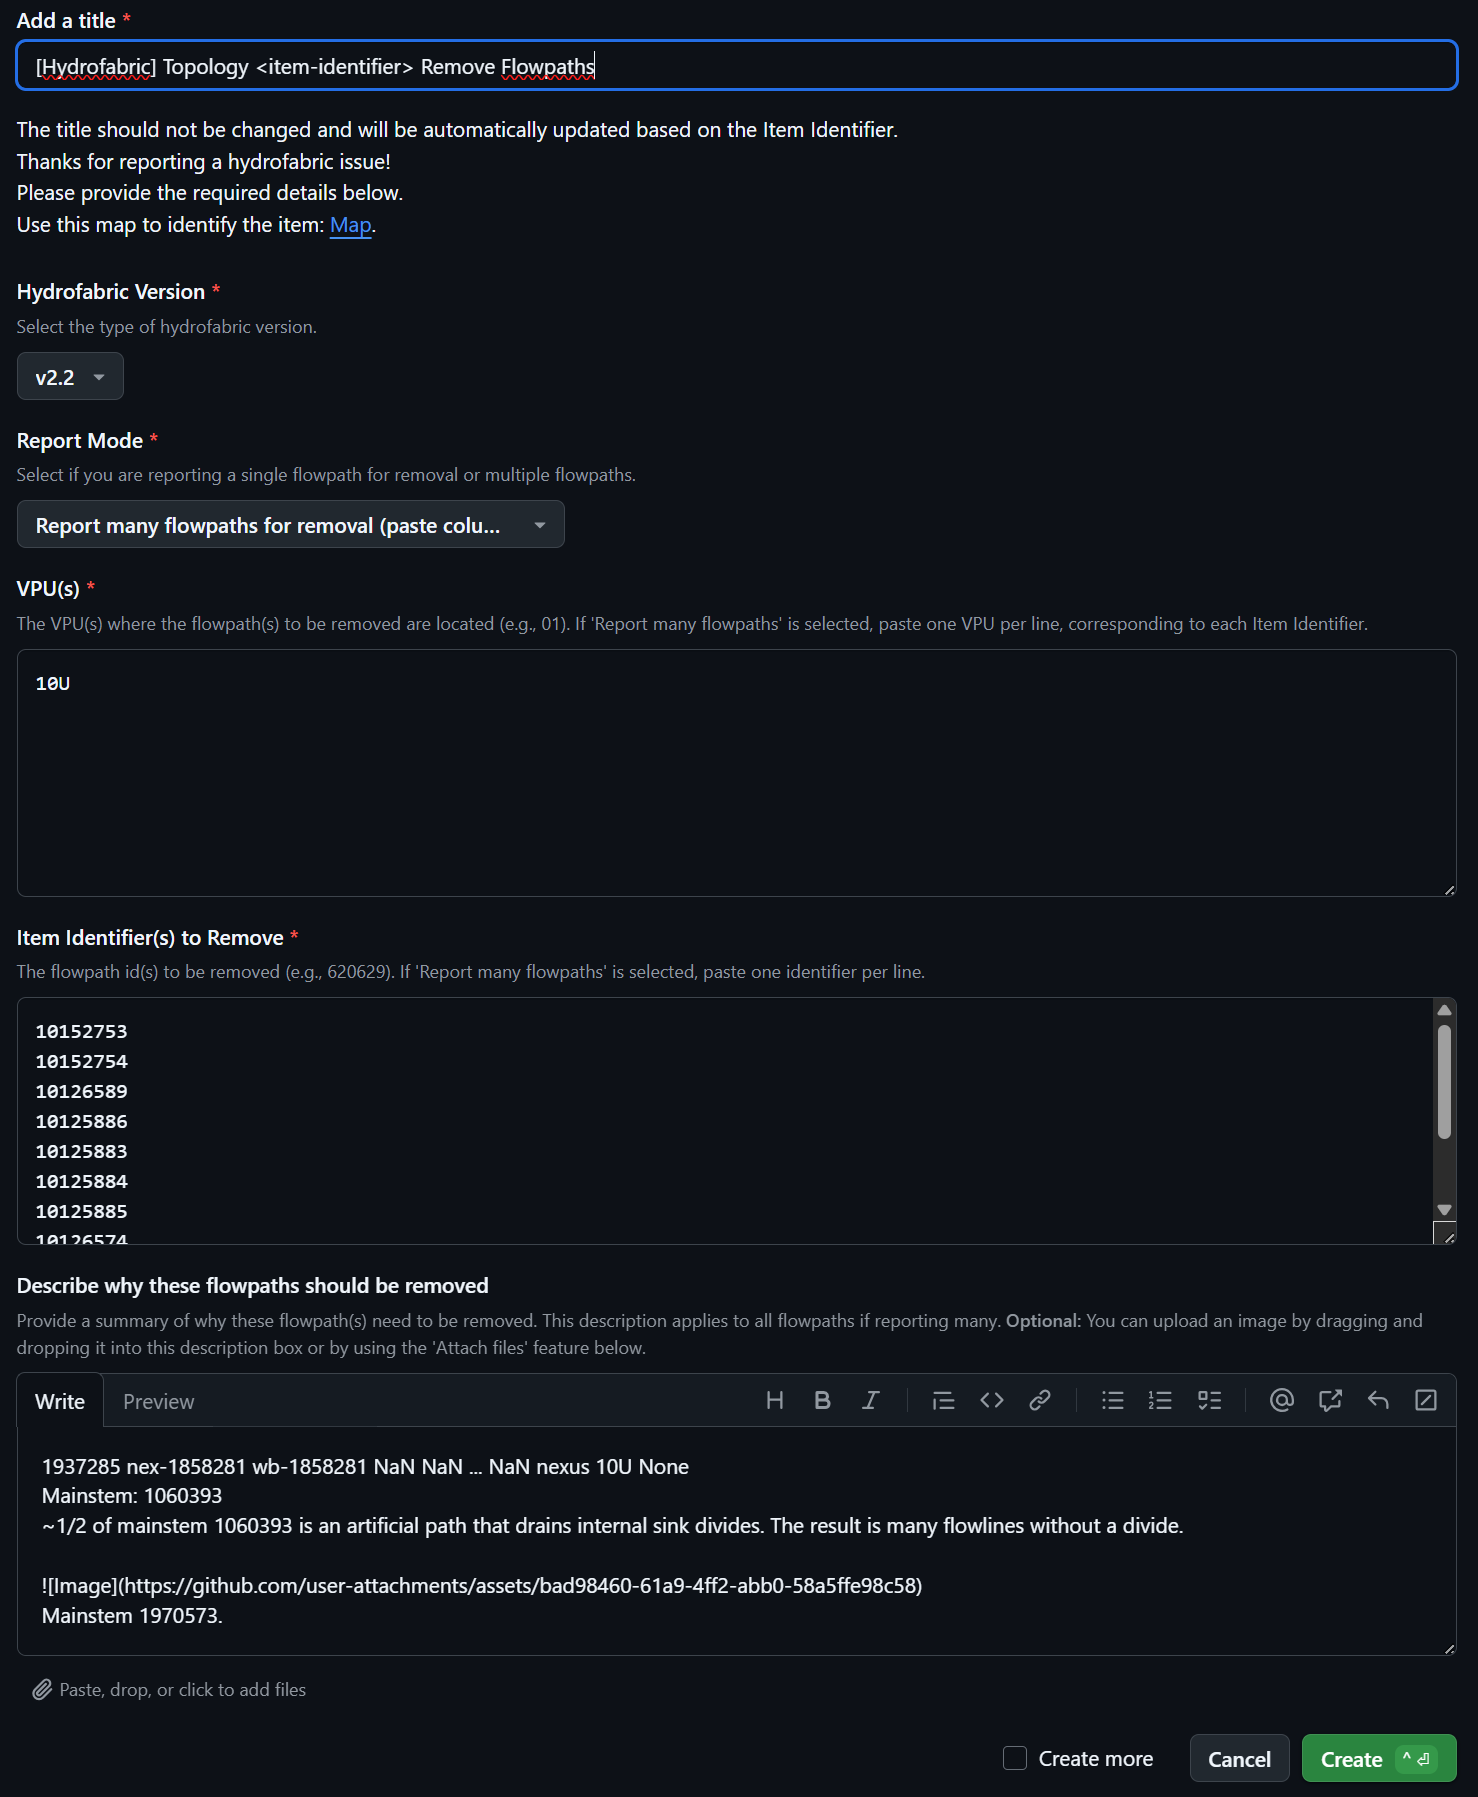 Add a title *
[Hydrofabric] Topology <item-identifier> Remove Flowpaths
The title should not be changed and will be automatically updated based on the Item Identifier.
Thanks for reporting a hydrofabric issue!
Please provide the required details below.
Use this map to identify the item: Map.
Hydrofabric Version *
Select the type of hydrofabric version.
v2.2
Report Mode *
Select if you are reporting a single flowpath for removal or multiple flowpaths.
Report many flowpaths for removal (paste colu...
VPU(s) *
The VPU(s) where the flowpath(s) to be removed are located (e.g., 01). If 'Report many flowpaths' is selected, paste one VPU per line, corresponding to each Item Identifier.
10U
Item Identifier(s) to Remove *
The flowpath id(s) to be removed (e.g., 620629). If 'Report many flowpaths' is selected, paste one identifier per line.
10152753
10152754
10126589
10125886
10125883
10125884
10125885
10126574
Describe why these flowpaths should be removed
Provide a summary of why these flowpath(s) need to be removed. This description applies to all flowpaths if reporting many. Optional: You can upload an image by dragging and
dropping it into this description box or by using the 'Attach files' feature below.
Write Preview
1937285 nex-1858281 wb-1858281 NaN NaN ... NaN nexus 10U None
Mainstem: 1060393
~1/2 of mainstem 1060393 is an artificial path that drains internal sink divides. The result is many flowlines without a divide.
![Image](https://github.com/user-attachments/assets/bad98460-61a9-4ff2-abb0-58a5ffe98c58)
Mainstem 1970573.
Paste, drop, or click to add files
Create more Cancel Create ^ ⏎